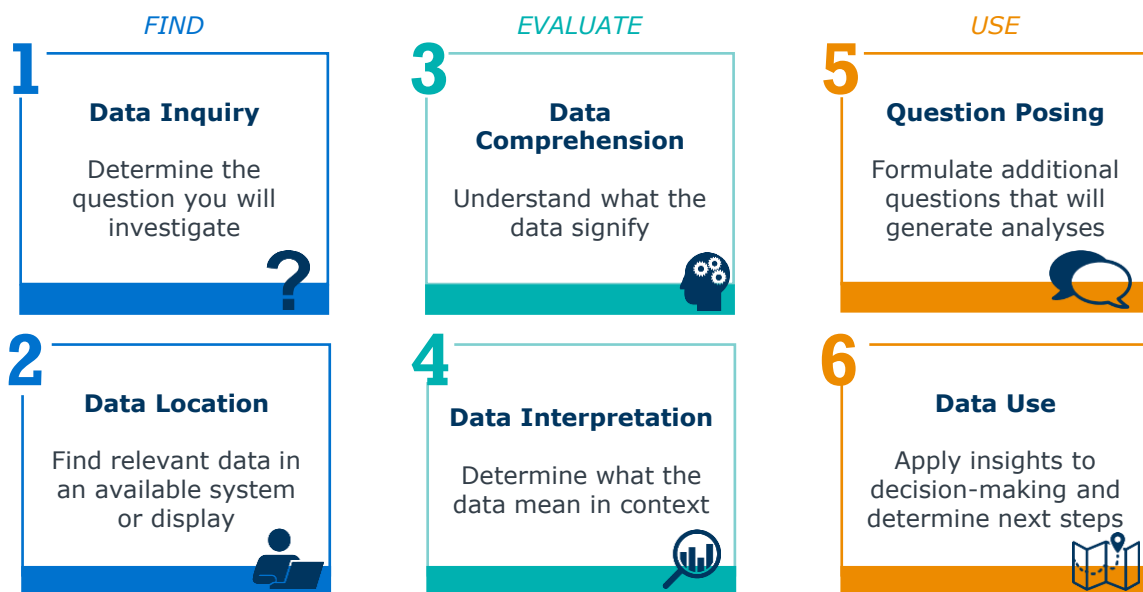 FIND
1
Data Inquiry
Determine the
question you will
investigate
?
2
Data Location
Find relevant data in
an available system
or display
EVALUATE
3
Data
Comprehension
Understand what the
data signify
4
Data Interpretation
Determine what the
data mean in context
USE
5
Question Posing
Formulate additional
questions that will
generate analyses
6
Data Use
Apply insights to
decision-making and
determine next steps